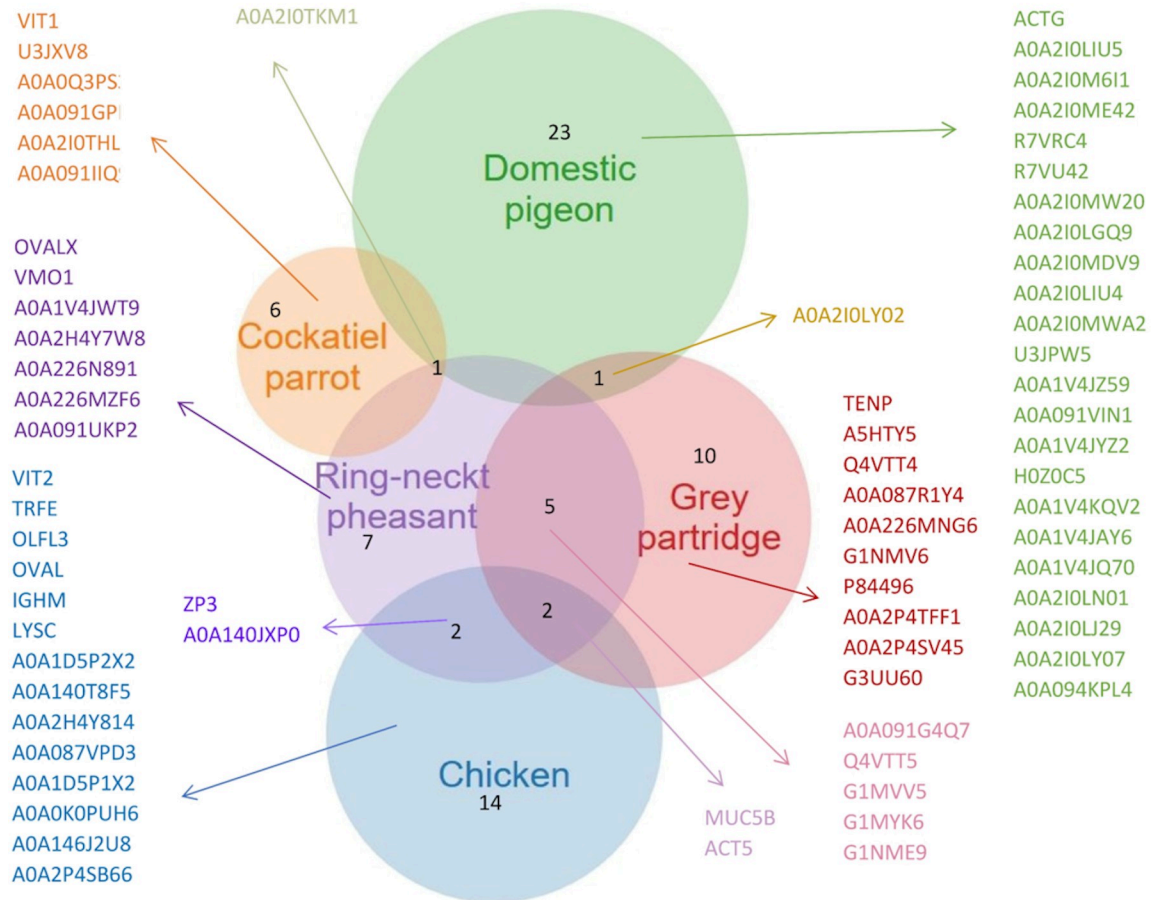 VIT1
U3JXV8
A0A0Q3PS
A0A091GP
A0A2I0THL
A0A091IIQ
A0A2I0TKM1
OVALX
VMO1
A0A1V4JWT9
A0A2H4Y7W8
A0A226N891
A0A226MZF6
A0A091UKP2
VIT2
TRFE
OLFL3
OVAL
IGHM
LYSC
A0A1D5P2X2
A0A140T8F5
A0A2H4Y814
A0A087VPD3
A0A1D5P1X2
A0A0K0PUH6
A0A146J2U8
A0A2P4SB66
ZP3
A0A140JXP0
23
Domestic
pigeon
6
Cockatiel
parrot
1
1
Ring-neckt
pheasant
7
5
10
Grey
partridge
2
2
Chicken
14
A0A2I0LY02
TENP
A5HTY5
Q4VTT4
A0A087R1Y4
A0A226MNG6
G1NMV6
P84496
A0A2P4TFF1
A0A2P4SV45
G3UU60
A0A091G4Q7
Q4VTT5
G1MVV5
G1MYK6
G1NME9
MUC5B
ACT5
ACTG
A0A2I0LIU5
A0A2I0M6I1
A0A2I0ME42
R7VRC4
R7VU42
A0A2I0MW20
A0A2I0LGQ9
A0A2I0MDV9
A0A2I0LIU4
A0A2I0MWA2
U3JPW5
A0A1V4JZ59
A0A091VIN1
A0A1V4JYZ2
H0Z0C5
A0A1V4KQV2
A0A1V4JAY6
A0A1V4JQ70
A0A2I0LN01
A0A2I0LJ29
A0A2I0LY07
A0A094KPL4